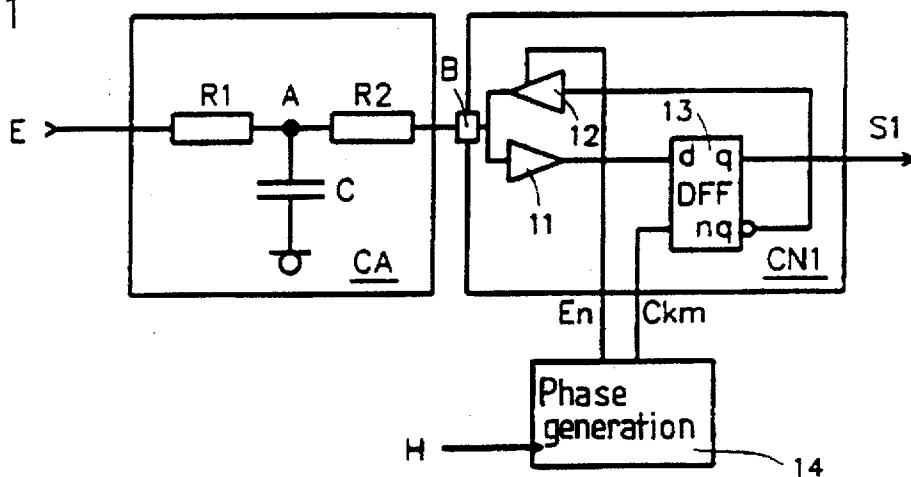 1
R1 A R2
B
E
12
13
S1
d q
DFF
nq
C
11
CA
CN1
En Ckm
Phase
generation
H
14